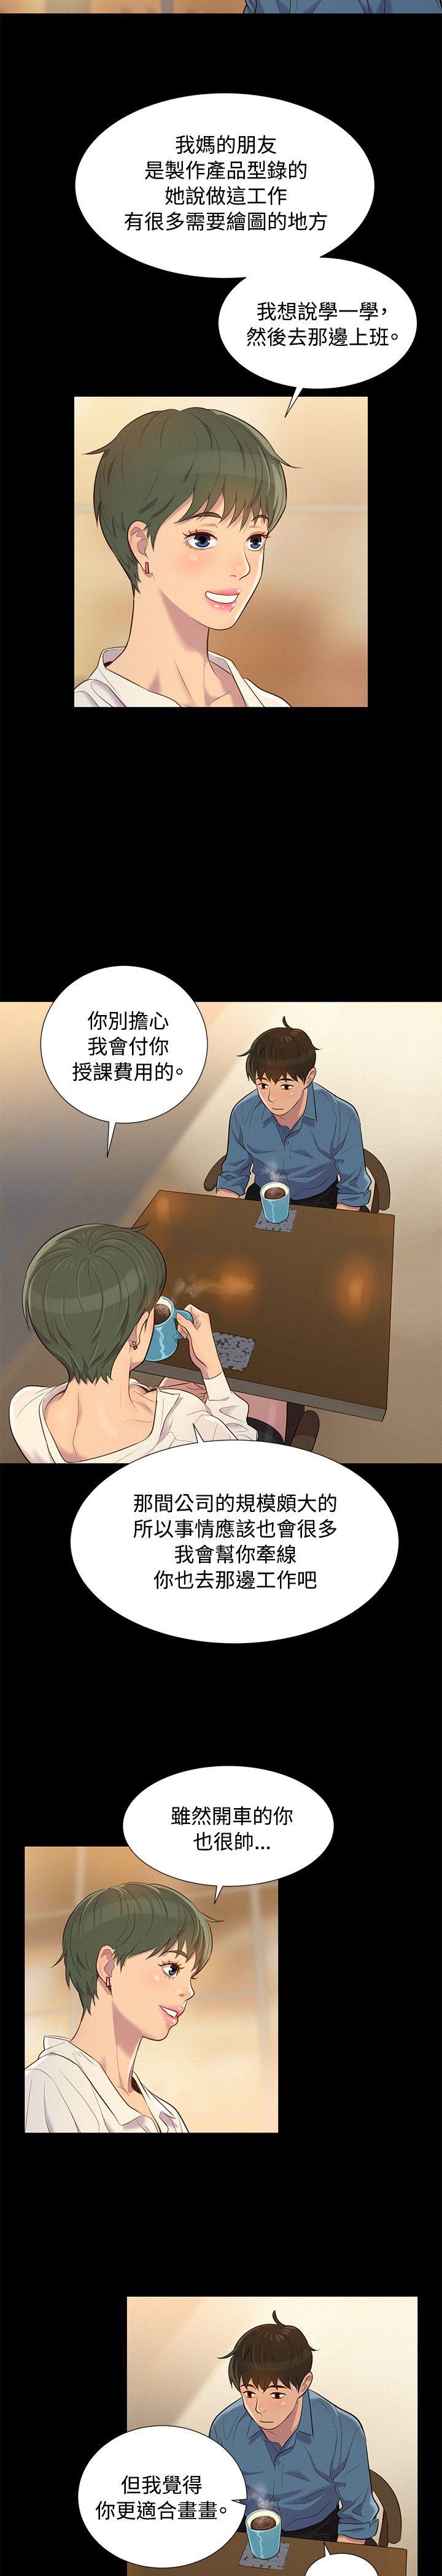 我媽的朋友
是製作產品型錄的
她說做這工作
有很多需要繪圖的地方
我想說學一學，
然後去那邊上班。
你別擔心
我會付你
授課費用的。
那間公司的規模頗大的
所以事情應該也會很多
我會幫你牽線
你也去那邊工作吧
雖然開車的你
也很帥...
但我覺得
你更適合畫畫。